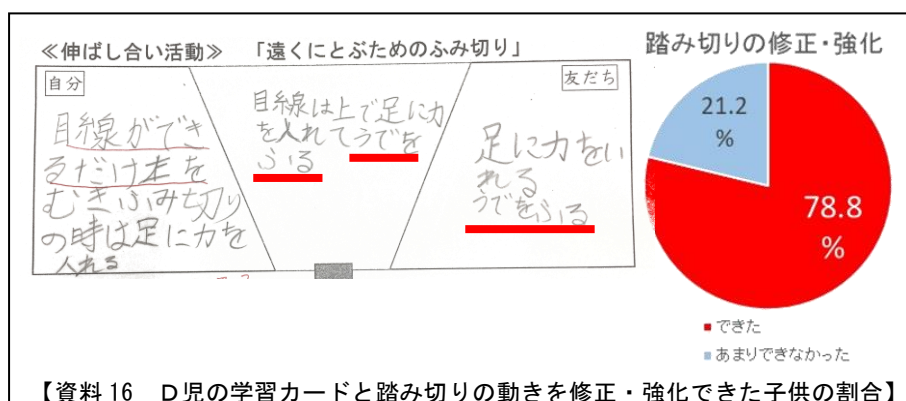 ≪伸ばし合い活動≫ 「遠くにとぶためのふみ切り」
自分
目線ができ
るだけ本を
むきふみち切り
の時は足に力を
入れる
目線は上で足に力
を入れてうでを
ふる
友だち
足に力をい
れる
うでをふる
踏み切りの修正・強化
21.2
%
78.8
%
できた
あまりできなかった
【資料16 D児の学習カードと踏み切りの動きを修正・強化できた子供の割合】